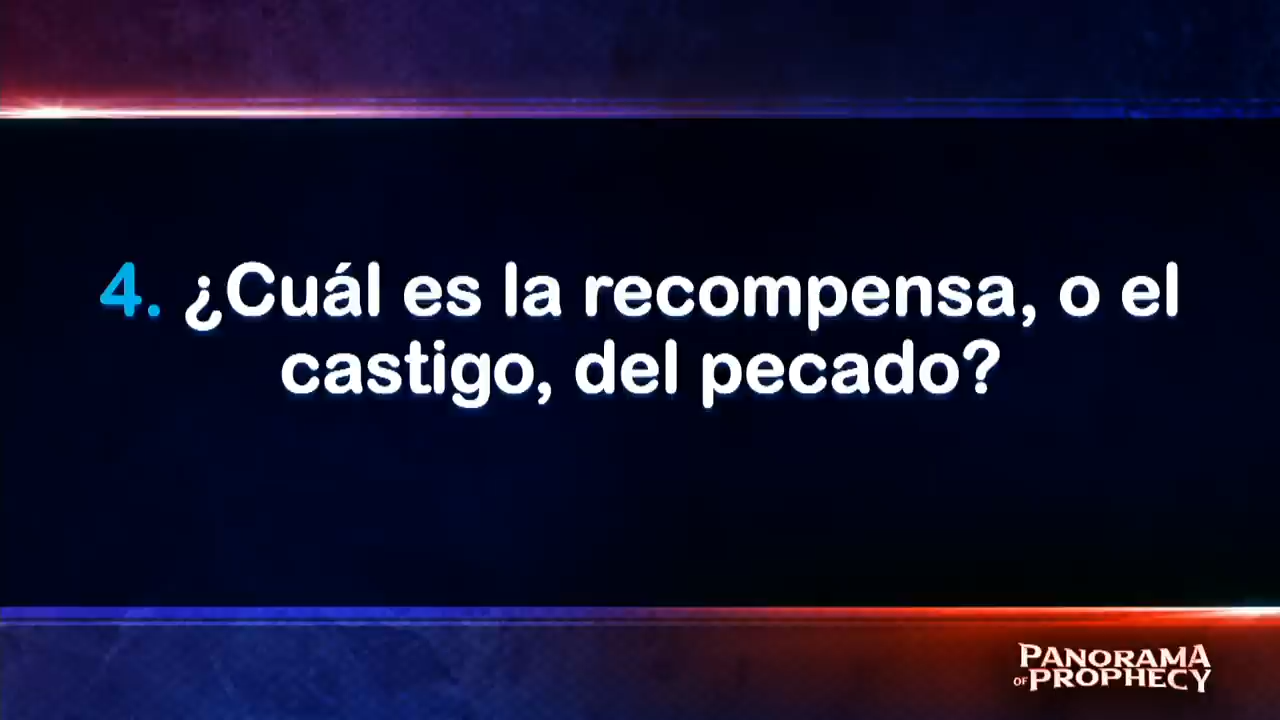 4. ¿Cuál es la recompensa, o el
castigo, del pecado?
PANORAMA
OF PROPHECY